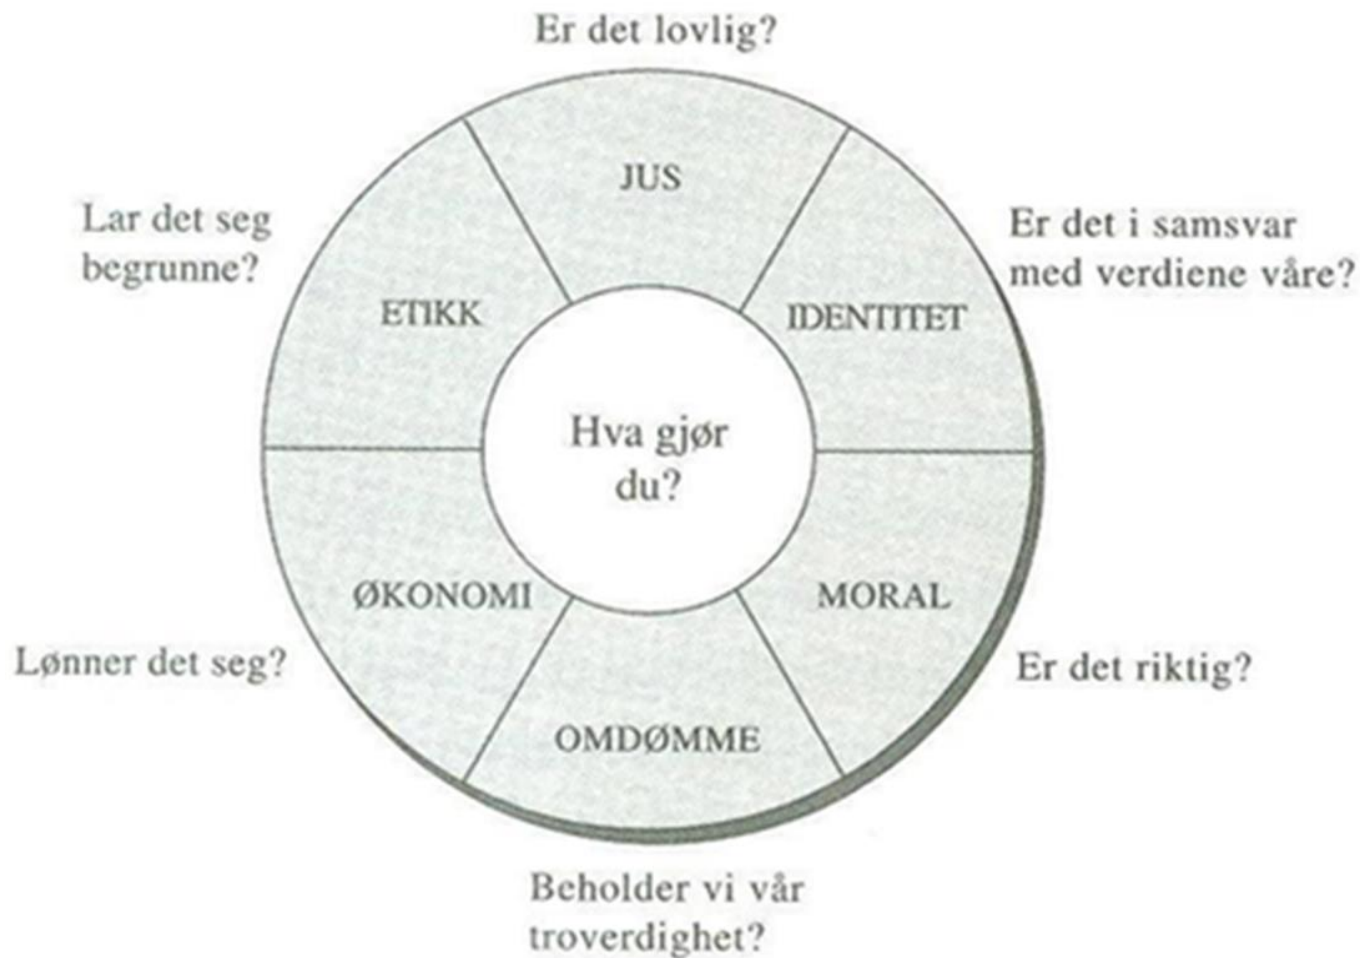 Er det lovlig?
JUS
Lar det seg
begrunne?
Er det i samsvar
med verdiene våre?
ETIKK
IDENTITET
Hva gjør
du?
ØKONOMI
MORAL
Lønner det seg?
Er det riktig?
OMDØMME
Beholder vi vår
troverdighet?